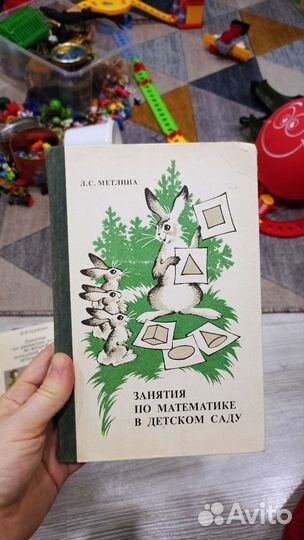 Л.С. МЕТЛИНА
ЗАНЯТИЯ
ПО МАТЕМАТИКЕ
В ДЕТСКОМ САДУ
Avito